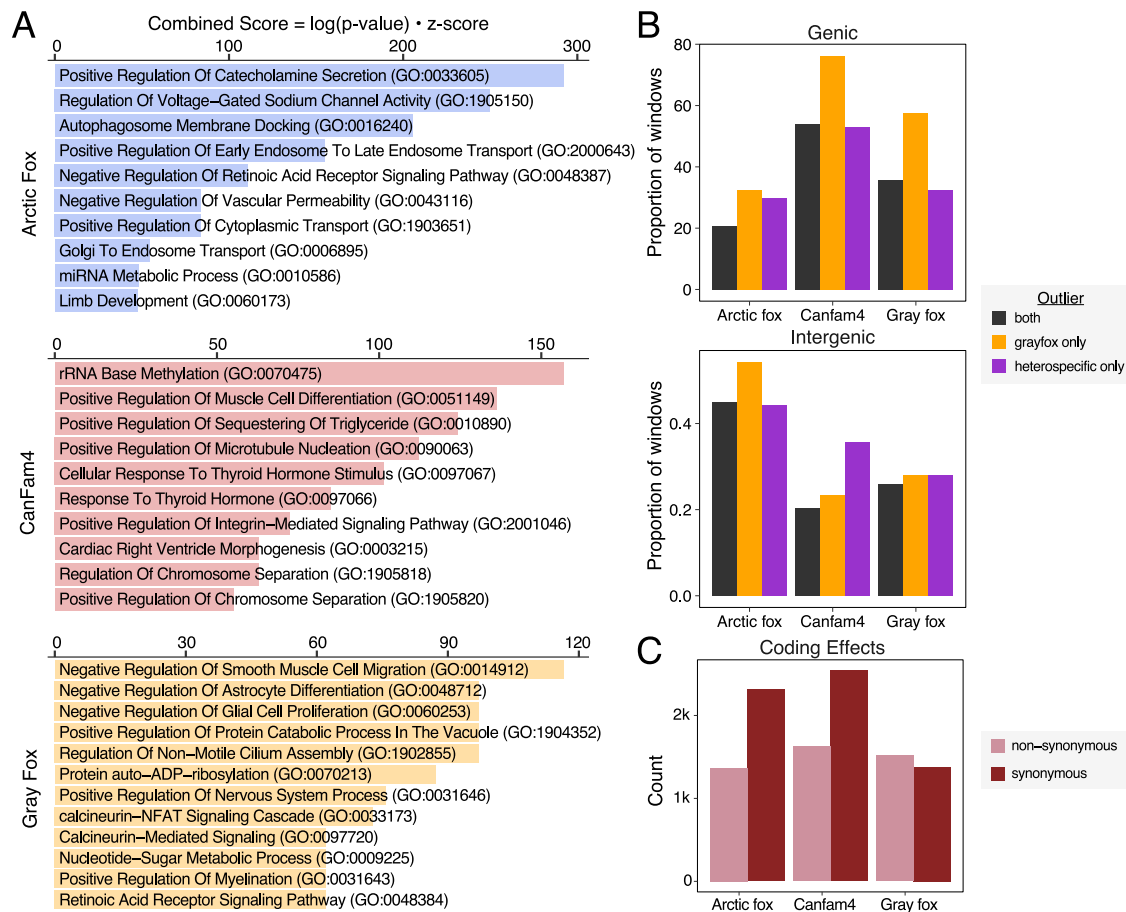 A
Combined Score = log(p-value) • z-score
0 100 200 300
Arctic Fox
Positive Regulation Of Catecholamine Secretion (GO:0033605)
Regulation Of Voltage–Gated Sodium Channel Activity (GO:1905150)
Autophagosome Membrane Docking (GO:0016240)
Positive Regulation Of Early Endosome To Late Endosome Transport (GO:2000643)
Negative Regulation Of Retinoic Acid Receptor Signaling Pathway (GO:0048387)
Negative Regulation Of Vascular Permeability (GO:0043116)
Positive Regulation Of Cytoplasmic Transport (GO:1903651)
Golgi To Endosome Transport (GO:0006895)
miRNA Metabolic Process (GO:0010586)
Limb Development (GO:0060173)
0 50 100 150
CanFam4
rRNA Base Methylation (GO:0070475)
Positive Regulation Of Muscle Cell Differentiation (GO:0051149)
Positive Regulation Of Sequestering Of Triglyceride (GO:0010890)
Positive Regulation Of Microtubule Nucleation (GO:0090063)
Cellular Response To Thyroid Hormone Stimulus (GO:0097067)
Response To Thyroid Hormone (GO:0097066)
Positive Regulation Of Integrin–Mediated Signaling Pathway (GO:2001046)
Cardiac Right Ventricle Morphogenesis (GO:0003215)
Regulation Of Chromosome Separation (GO:1905818)
Positive Regulation Of Chromosome Separation (GO:1905820)
0 30 60 90 120
Gray Fox
Negative Regulation Of Smooth Muscle Cell Migration (GO:0014912)
Negative Regulation Of Astrocyte Differentiation (GO:0048712)
Negative Regulation Of Glial Cell Proliferation (GO:0060253)
Positive Regulation Of Protein Catabolic Process In The Vacuole (GO:1904352)
Regulation Of Non–Motile Cilium Assembly (GO:1902855)
Protein auto–ADP–ribosylation (GO:0070213)
Positive Regulation Of Nervous System Process (GO:0031646)
calcineurin–NFAT Signaling Cascade (GO:0033173)
Calcineurin–Mediated Signaling (GO:0097720)
Nucleotide–Sugar Metabolic Process (GO:0009225)
Positive Regulation Of Myelination (GO:0031643)
Retinoic Acid Receptor Signaling Pathway (GO:0048384)
B
Genic
Proportion of windows
80
60
40
20
0
Arctic fox Canfam4 Gray fox
Intergenic
Proportion of windows
0.4
0.2
0.0
Arctic fox Canfam4 Gray fox
Outlier
both
grayfox only
heterospecific only
C
Coding Effects
Count
2k
1k
0
Arctic fox Canfam4 Gray fox
non–synonymous
synonymous